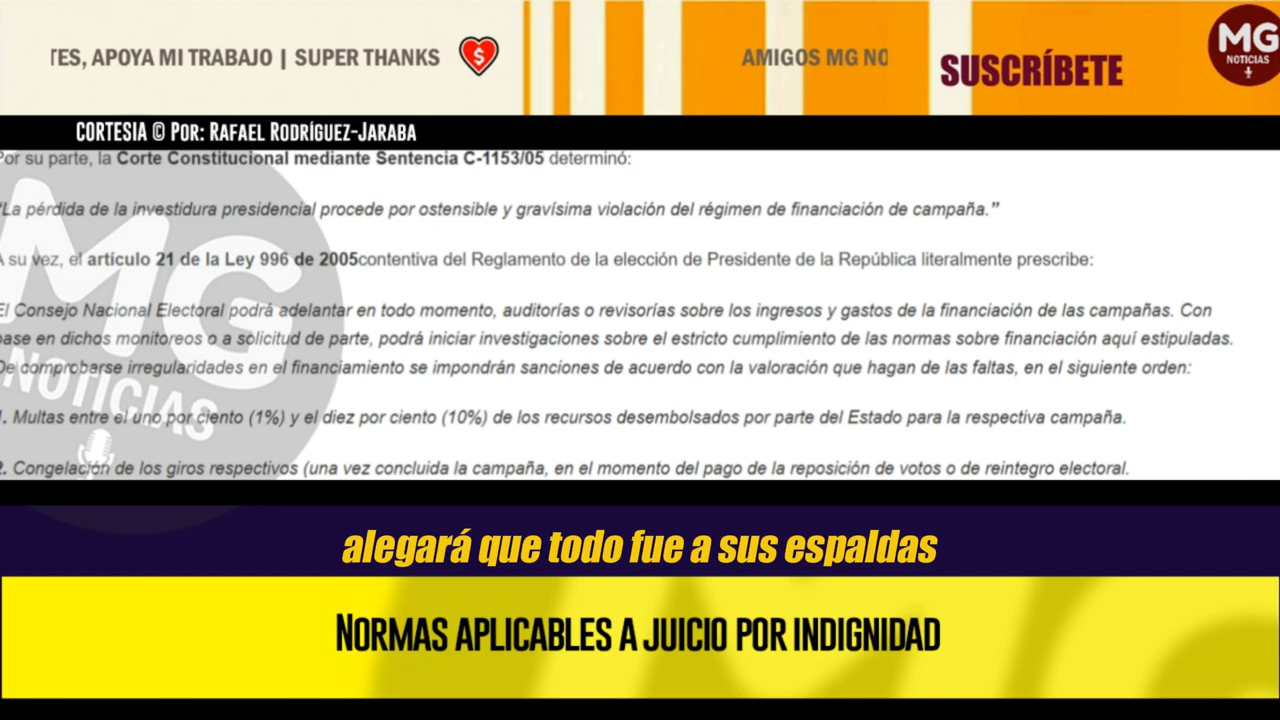 TES, APOYA MI TRABAJO | SUPER THANKS
$
AMIGOS MG NO
SUSCRÍBETE
MG
NOTICIAS
CORTESIA © Por: Rafael Rodríguez-Jaraba
Por su parte, la Corte Constitucional mediante Sentencia C-1153/05 determinó:
“La pérdida de la investidura presidencial procede por ostensible y gravísima violación del régimen de financiación de campaña.”
A su vez, el artículo 21 de la Ley 996 de 2005contentiva del Reglamento de la elección de Presidente de la República literalmente prescribe:
El Consejo Nacional Electoral podrá adelantar en todo momento, auditorías o revisorías sobre los ingresos y gastos de la financiación de las campañas. Con
base en dichos monitoreos o a solicitud de parte, podrá iniciar investigaciones sobre el estricto cumplimiento de las normas sobre financiación aquí estipuladas.
De comprobarse irregularidades en el financiamiento se impondrán sanciones de acuerdo con la valoración que hagan de las faltas, en el siguiente orden:
1. Multas entre el uno por ciento (1%) y el diez por ciento (10%) de los recursos desembolsados por parte del Estado para la respectiva campaña.
2. Congelación de los giros respectivos (una vez concluida la campaña, en el momento del pago de la reposición de votos o de reintegro electoral.
MG
NOTICIAS
alegará que todo fue a sus espaldas
Normas aplicables a juicio por indignidad